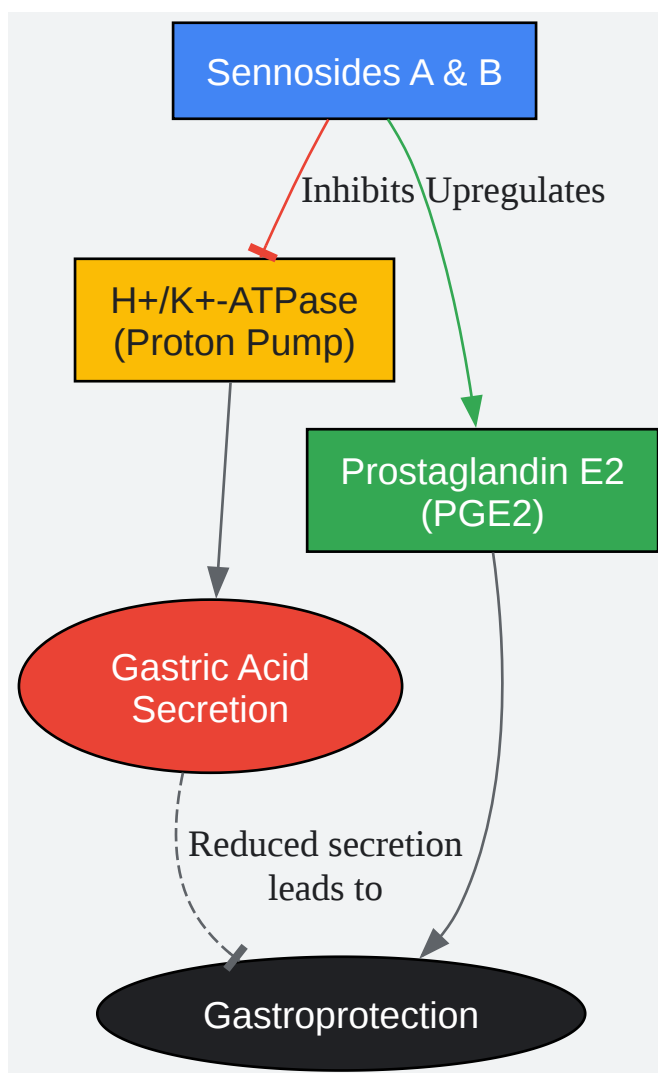 Sennosides A & B
Inhibits
Upregulates
H+/K+-ATPase
(Proton Pump)
Prostaglandin E2
(PGE2)
Gastric Acid
Secretion
Reduced secretion
leads to
Gastroprotection